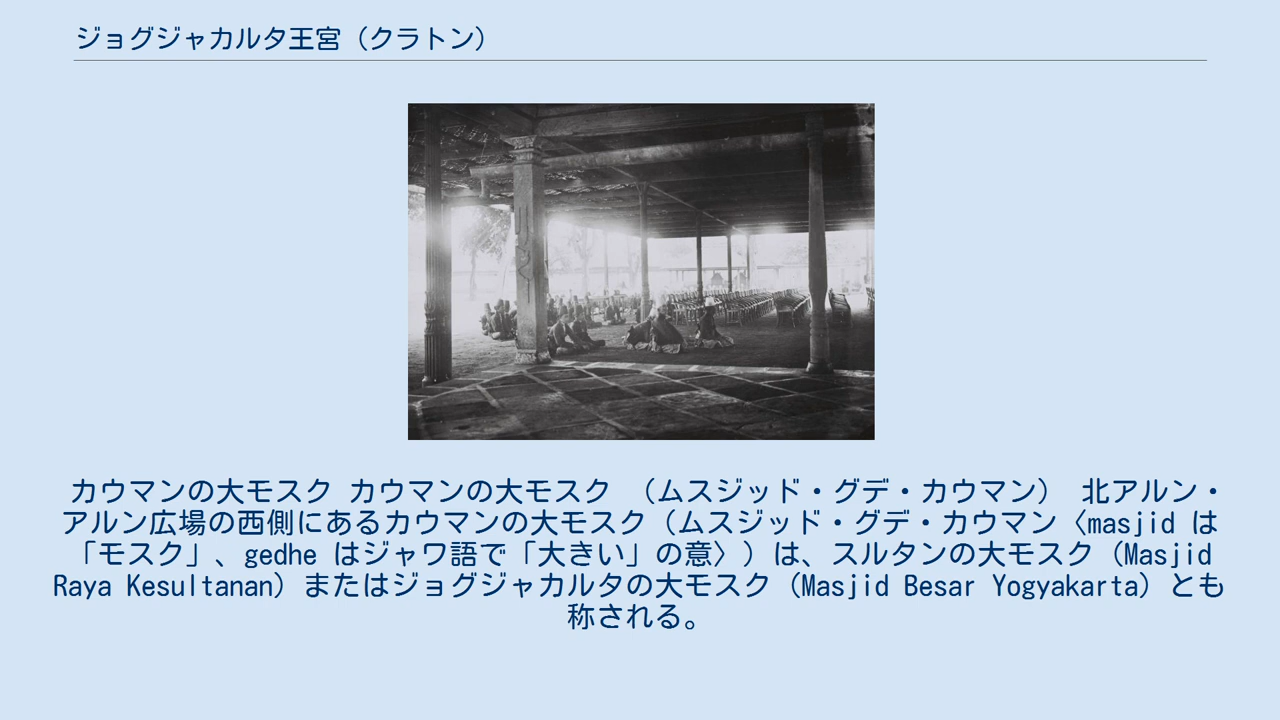 ジョグジャカルタ王宮（クラトン）
カウマンの大モスク カウマンの大モスク （ムスジッド・グデ・カウマン） 北アルン・
アルン広場の西側にあるカウマンの大モスク（ムスジッド・グデ・カウマン〈masjid は
「モスク」、gedhe はジャワ語で「大きい」の意〉）は、スルタンの大モスク（Masjid
Raya Kesultanan）またはジョグジャカルタの大モスク（Masjid Besar Yogyakarta）とも
称される。